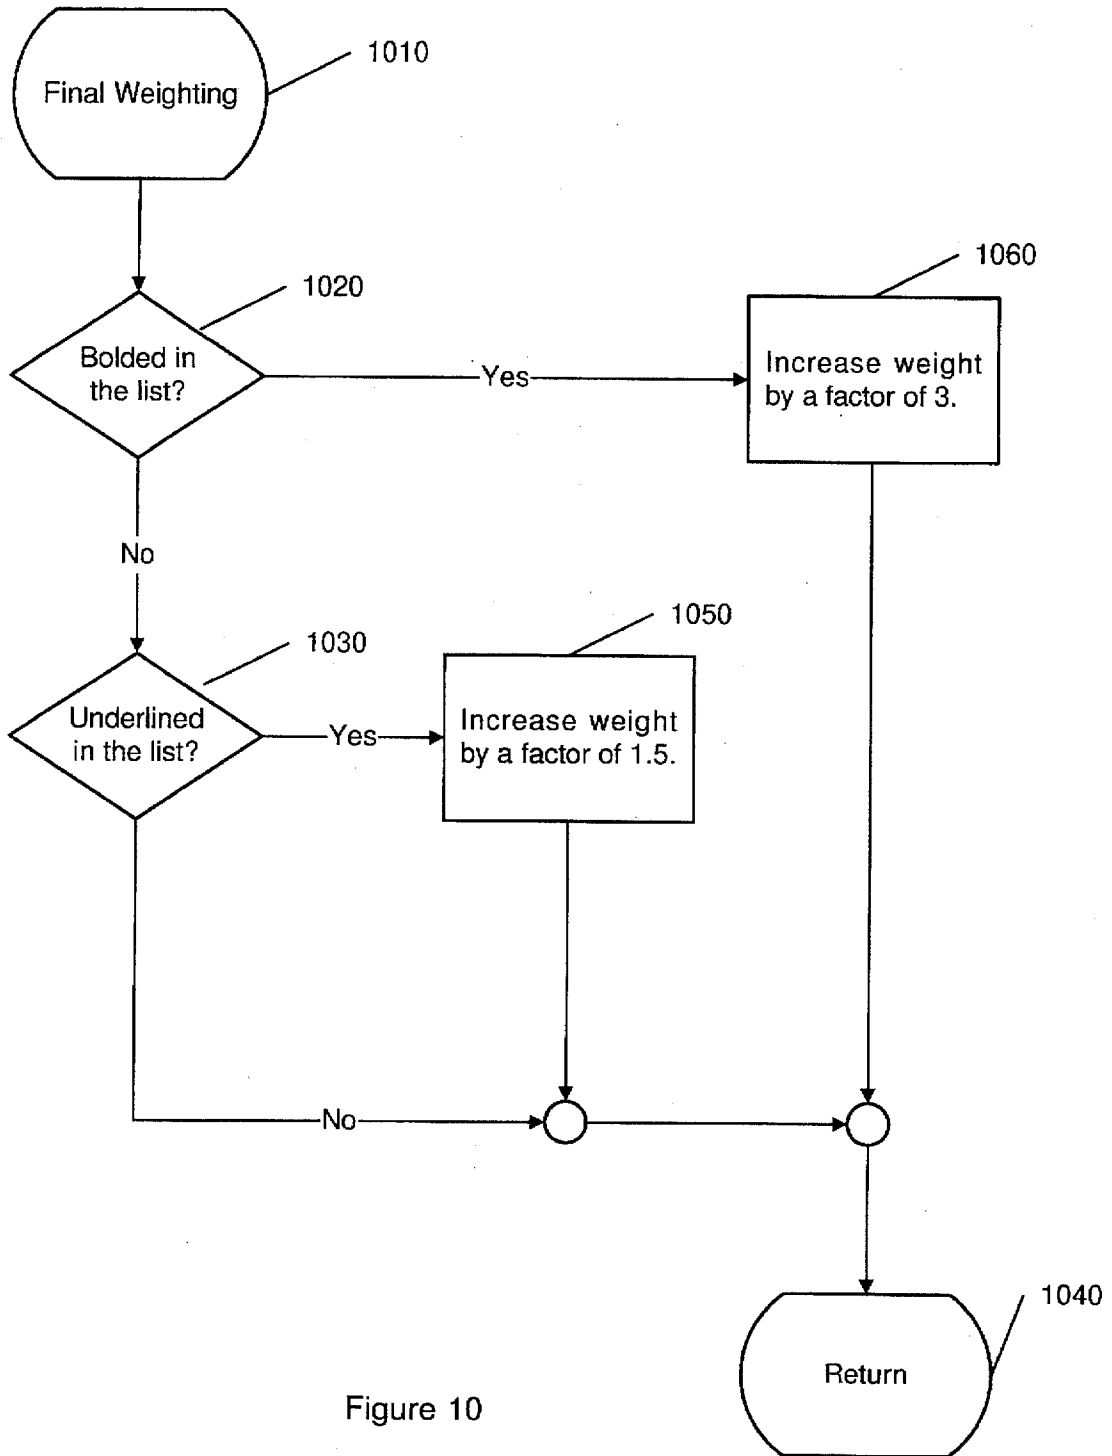 1010
Final Weighting
1020
Bolded in
the list?
Yes
1060
Increase weight
by a factor of 3.
No
1030
Underlined
in the list?
Yes
1050
Increase weight
by a factor of 1.5.
No
1040
Return
Figure 10